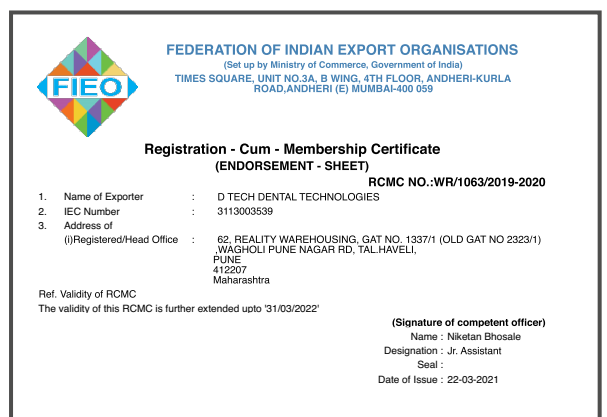 FIEO
FEDERATION OF INDIAN EXPORT ORGANISATIONS
(Set up by Ministry of Commerce, Government of India)
TIMES SQUARE, UNIT NO.3A, B WING, 4TH FLOOR, ANDHERI-KURLA
ROAD,ANDHERI (E) MUMBAI-400 059
Registration - Cum - Membership Certificate
(ENDORSEMENT - SHEET)
RCMC NO.:WR/1063/2019-2020
1. Name of Exporter : D TECH DENTAL TECHNOLOGIES
2. IEC Number : 3113003539
3. Address of
(i)Registered/Head Office : 62, REALITY WAREHOUSING, GAT NO. 1337/1 (OLD GAT NO 2323/1)
,WAGHOLI PUNE NAGAR RD, TAL.HAVELI,
PUNE
412207
Maharashtra
Ref. Validity of RCMC
The validity of this RCMC is further extended upto '31/03/2022'
(Signature of competent officer)
Name : Niketan Bhosale
Designation : Jr. Assistant
Seal :
Date of Issue : 22-03-2021